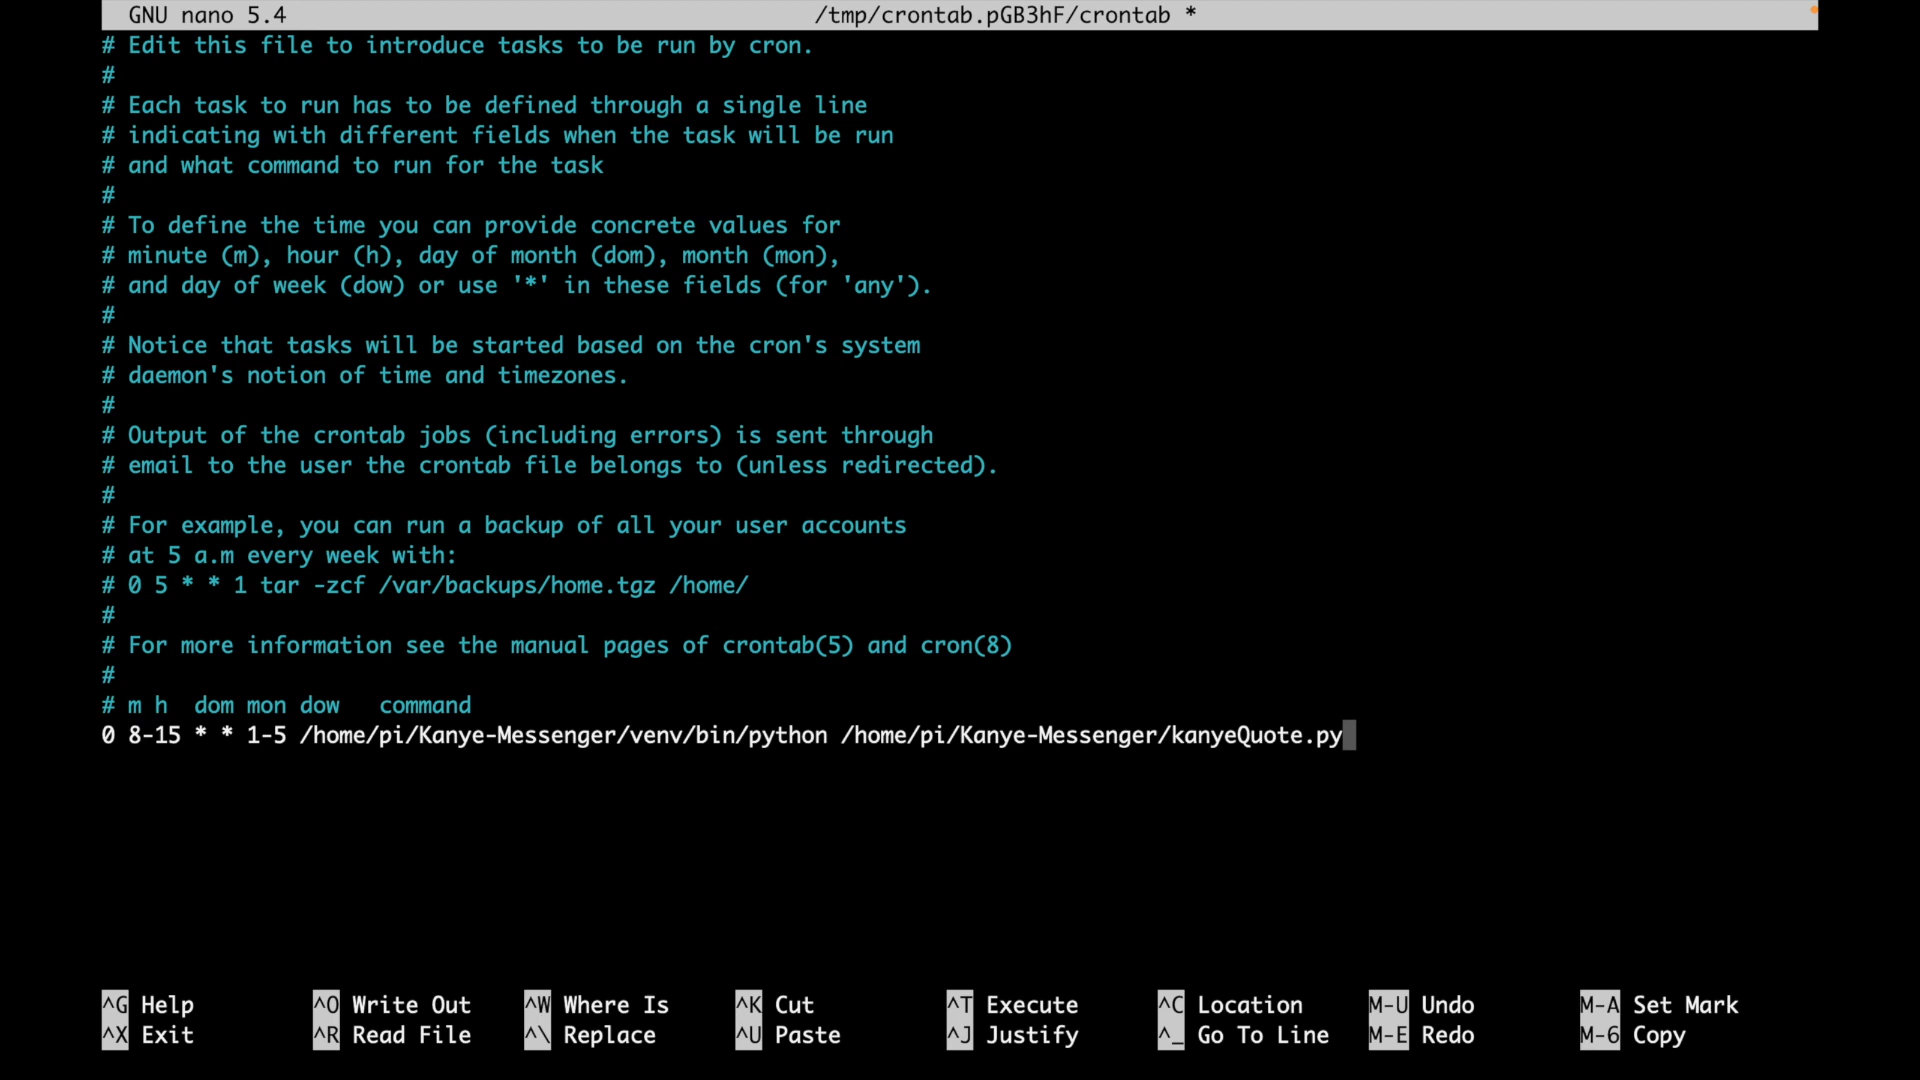 GNU nano 5.4 /tmp/crontab.pGB3hF/crontab *
# Edit this file to introduce tasks to be run by cron.
#
# Each task to run has to be defined through a single line
# indicating with different fields when the task will be run
# and what command to run for the task
#
# To define the time you can provide concrete values for
# minute (m), hour (h), day of month (dom), month (mon),
# and day of week (dow) or use '*' in these fields (for 'any').
#
# Notice that tasks will be started based on the cron's system
# daemon's notion of time and timezones.
#
# Output of the crontab jobs (including errors) is sent through
# email to the user the crontab file belongs to (unless redirected).
#
# For example, you can run a backup of all your user accounts
# at 5 a.m every week with:
# 0 5 * * 1 tar -zcf /var/backups/home.tgz /home/
#
# For more information see the manual pages of crontab(5) and cron(8)
#
# m h  dom mon dow   command
0 8-15 * * 1-5 /home/pi/Kanye-Messenger/venv/bin/python /home/pi/Kanye-Messenger/kanyeQuote.py
^G Help ^O Write Out ^W Where Is ^K Cut ^T Execute ^C Location M-U Undo M-A Set Mark
^X Exit ^R Read File ^\ Replace ^U Paste ^J Justify ^_ Go To Line M-E Redo M-6 Copy